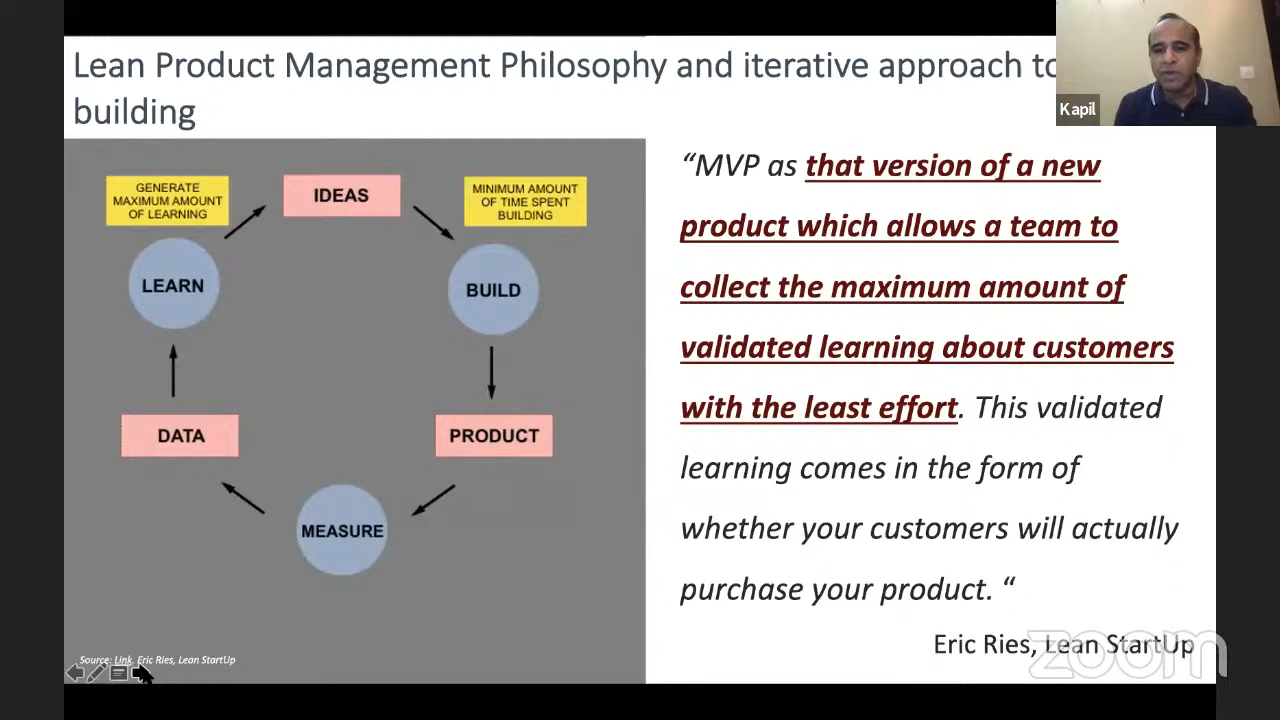 Lean Product Management Philosophy and iterative approach to
building
Kapil
GENERATE
MAXIMUM AMOUNT
OF LEARNING
IDEAS
MINIMUM AMOUNT
OF TIME SPENT
BUILDING
LEARN
BUILD
DATA
PRODUCT
MEASURE
Source: Link, Eric Ries, Lean StartUp
“MVP as that version of a new
product which allows a team to
collect the maximum amount of
validated learning about customers
with the least effort. This validated
learning comes in the form of
whether your customers will actually
purchase your product. “
Eric Ries, Lean StartUp
zoom